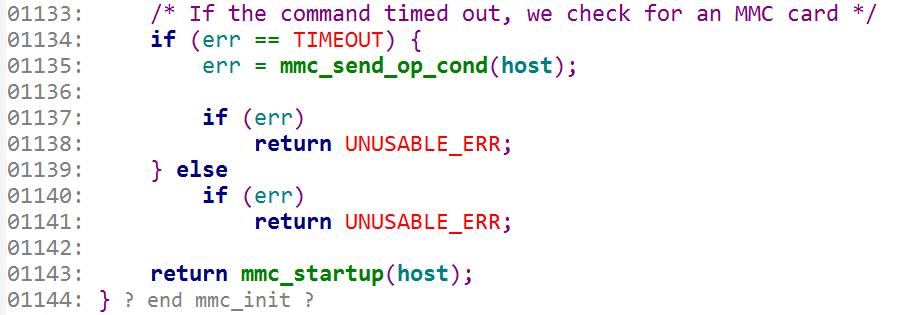 01133:     /* If the command timed out, we check for an MMC card */
01134:     if (err == TIMEOUT) {
01135:         err = mmc_send_op_cond(host);
01136:
01137:         if (err)
01138:             return UNUSABLE_ERR;
01139:     } else
01140:         if (err)
01141:             return UNUSABLE_ERR;
01142:
01143:     return mmc_startup(host);
01144: } ? end mmc_init ?